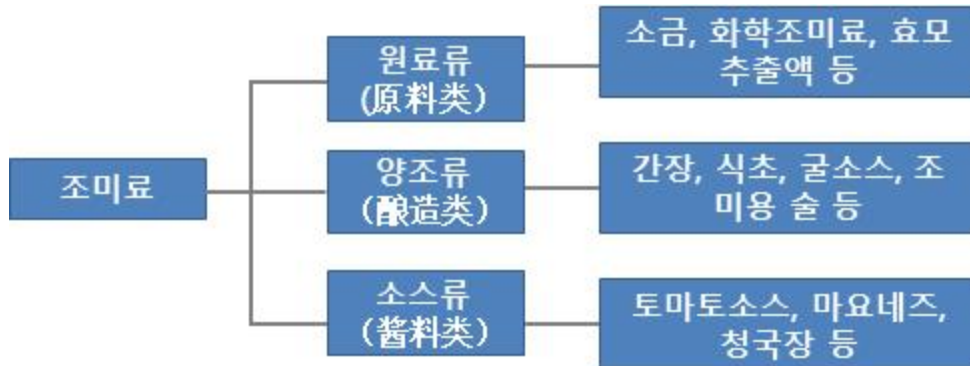 조미료
원료류
(原料类)
소금, 화학조미료, 효모
추출액 등
양조류
(酿造类)
간장, 식초, 굴소스, 조
미용 술 등
소스류
(酱料类)
토마토소스, 마요네즈,
청국장 등